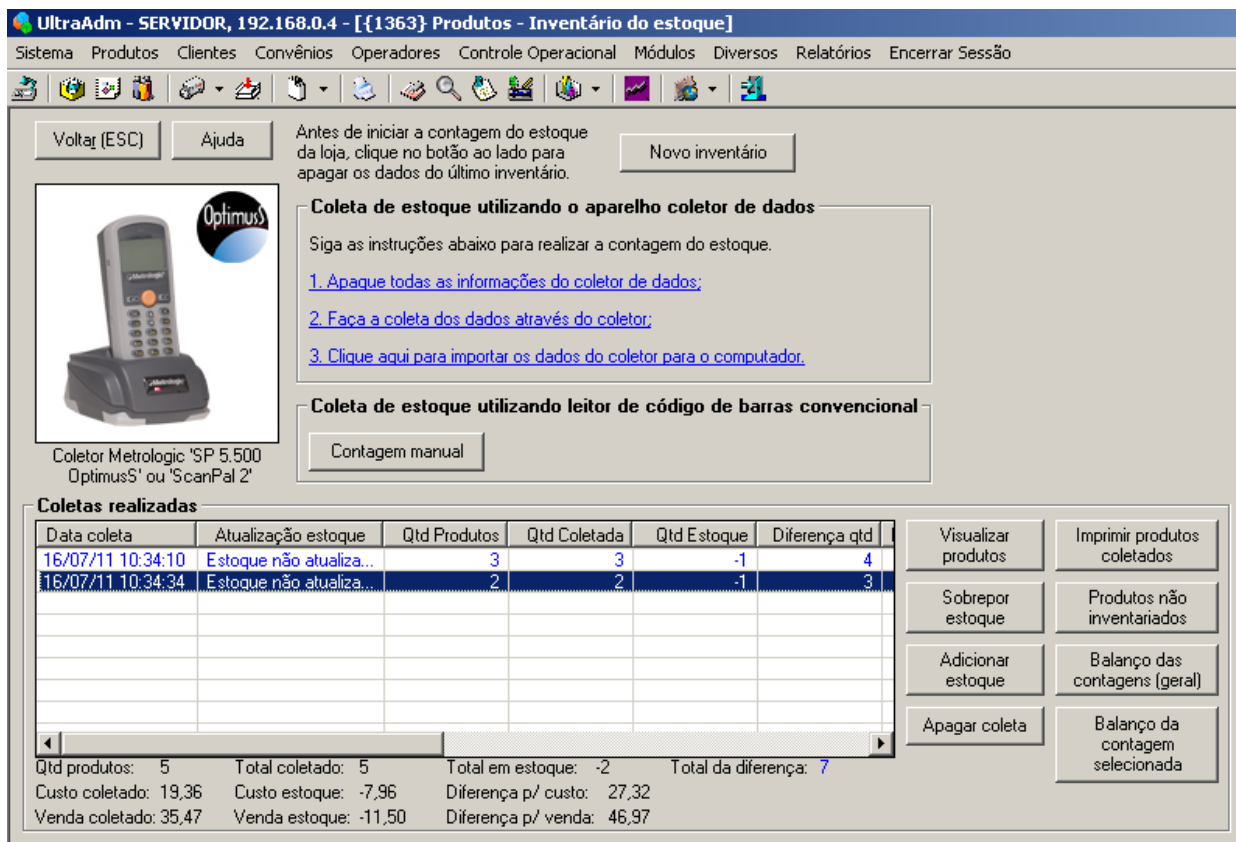 UltraAdm - SERVIDOR, 192.168.0.4 - [{1363} Produtos - Inventário do estoque]
Sistema Produtos Clientes Convênios Operadores Controle Operacional Módulos Diversos Relatórios Encerrar Sessão
Voltar (ESC)
Ajuda
Antes de iniciar a contagem do estoque
da loja, clique no botão ao lado para
apagar os dados do último inventário.
Novo inventário
OptimusS
Metrologic
Metrologic
Coletor Metrologic 'SP 5.500
OptimusS' ou 'ScanPal 2'
Coleta de estoque utilizando o aparelho coletor de dados
Siga as instruções abaixo para realizar a contagem do estoque.
1. Apague todas as informações do coletor de dados;
2. Faça a coleta dos dados através do coletor;
3. Clique aqui para importar os dados do coletor para o computador.
Coleta de estoque utilizando leitor de código de barras convencional
Contagem manual
Coletas realizadas
Data coleta Atualização estoque Qtd Produtos Qtd Coletada Qtd Estoque Diferença qtd
16/07/11 10:34:10 Estoque não atualiza... 3 3 -1 4
16/07/11 10:34:34 Estoque não atualiza... 2 2 -1 3
Visualizar
produtos
Imprimir produtos
coletados
Sobrepor
estoque
Produtos não
inventariados
Adicionar
estoque
Balanço das
contagens (geral)
Apagar coleta
Balanço da
contagem
selecionada
Qtd produtos: 5 Total coletado: 5 Total em estoque: -2 Total da diferença: 7
Custo coletado: 19,36 Custo estoque: -7,96 Diferença p/ custo: 27,32
Venda coletado: 35,47 Venda estoque: -11,50 Diferença p/ venda: 46,97